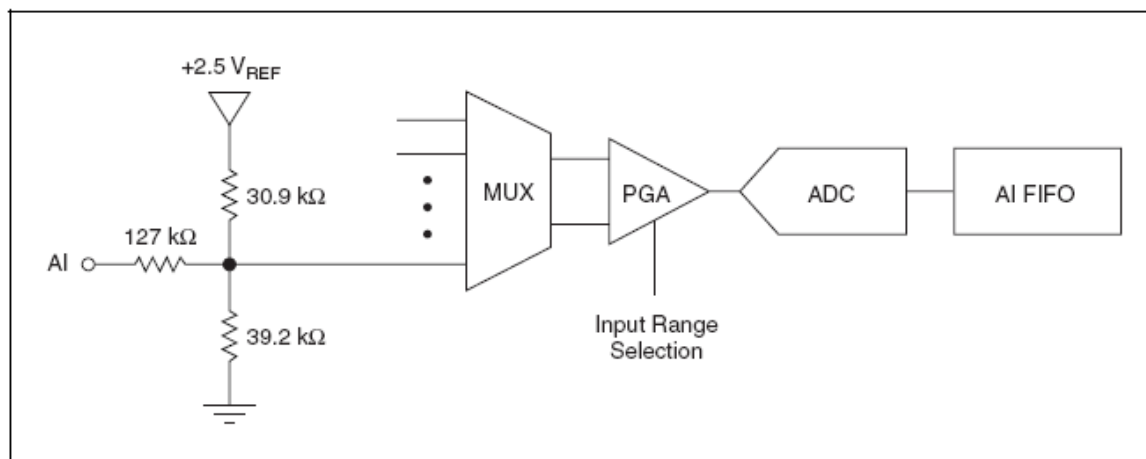 +2.5 V_REF
30.9 kΩ
127 kΩ
AI
39.2 kΩ
MUX
PGA
Input Range
Selection
ADC
AI FIFO